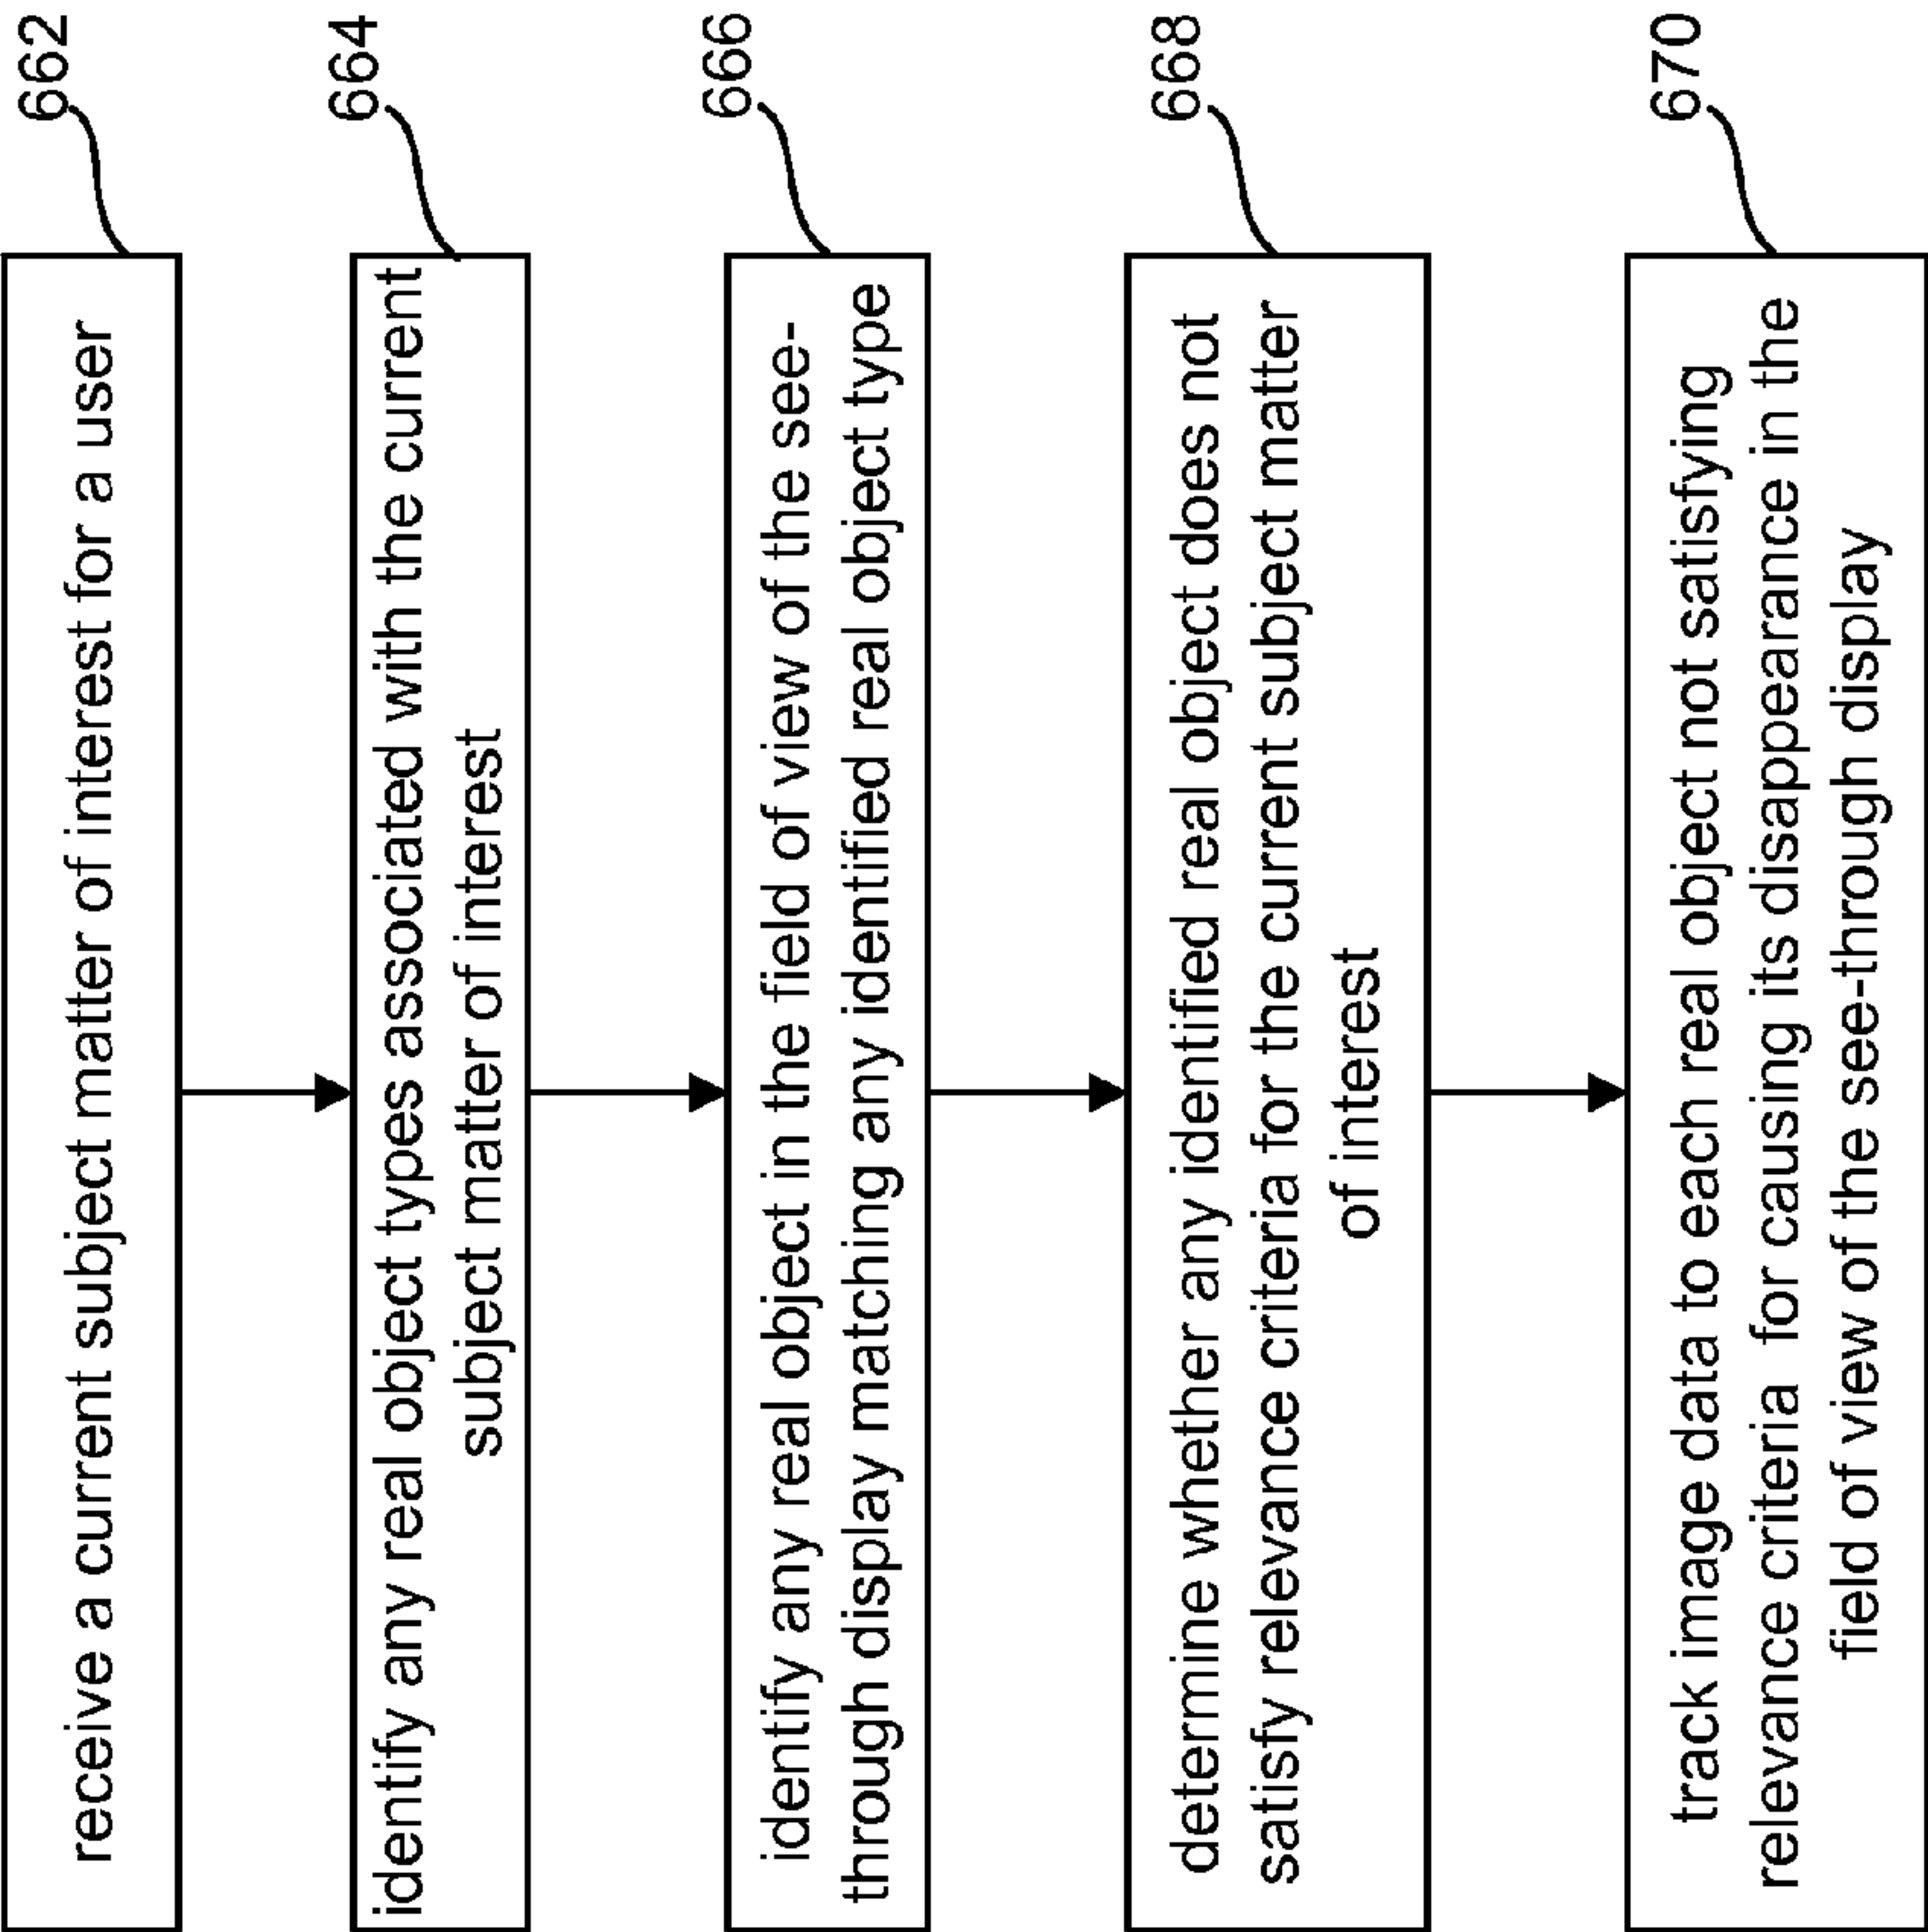 662
receive a current subject matter of interest for a user
664
identify any real object types associated with the current
subject matter of interest
666
identify any real object in the field of view of the see-
through display matching any identified real object type
668
determine whether any identified real object does not
satisfy relevance criteria for the current subject matter
of interest
670
track image data to each real object not satisfying
relevance criteria for causing its disappearance in the
field of view of the see-through display